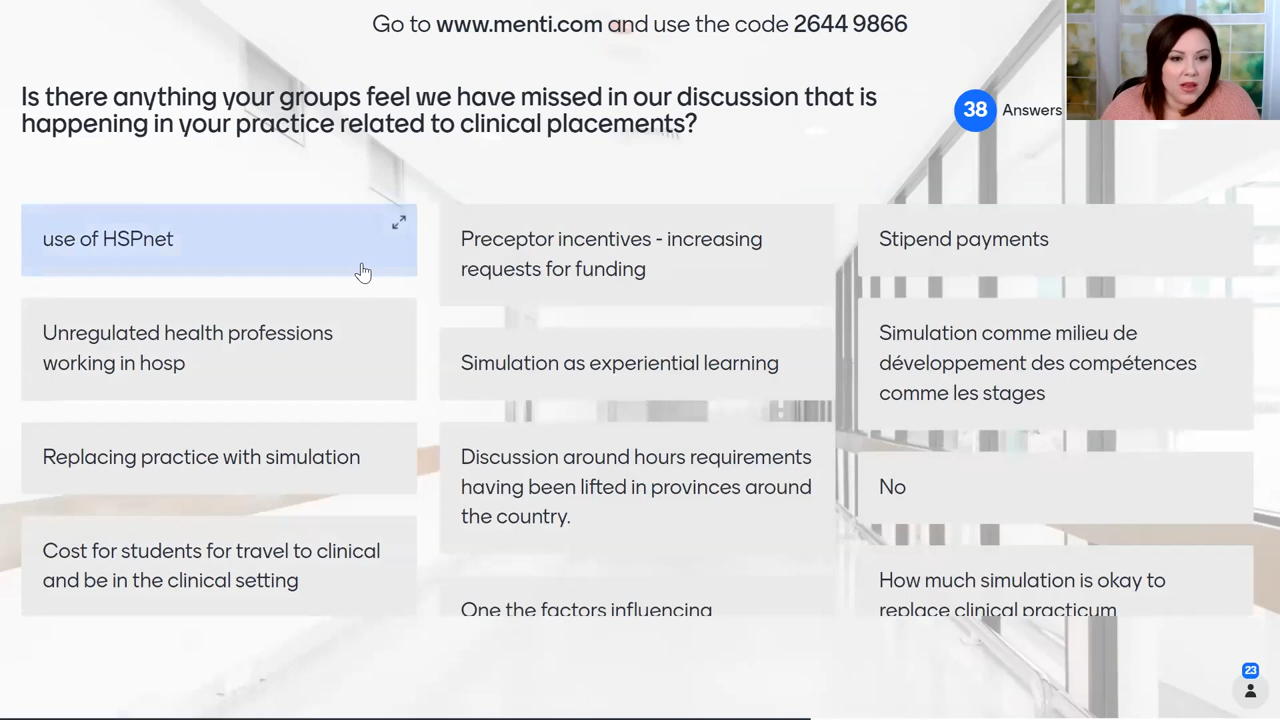 Go to www.menti.com and use the code 2644 9866
Is there anything your groups feel we have missed in our discussion that is
happening in your practice related to clinical placements?
38 Answers
use of HSPnet
Unregulated health professions
working in hosp
Replacing practice with simulation
Cost for students for travel to clinical
and be in the clinical setting
Preceptor incentives - increasing
requests for funding
Simulation as experiential learning
Discussion around hours requirements
having been lifted in provinces around
the country.
One the factors influencing
Stipend payments
Simulation comme milieu de
développement des compétences
comme les stages
No
How much simulation is okay to
replace clinical practicum
23